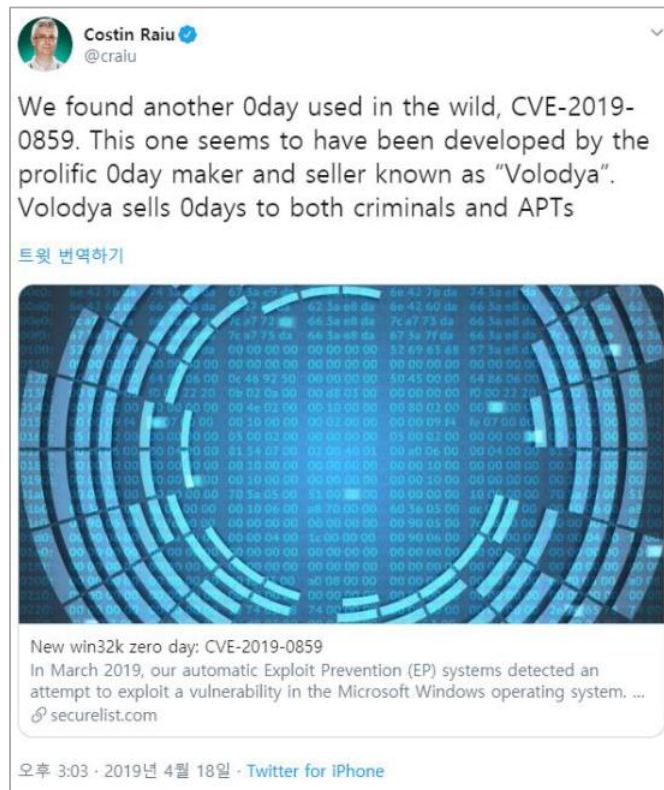 Costin Raiu
@craiu
We found another 0day used in the wild, CVE-2019-
0859. This one seems to have been developed by the
prolific 0day maker and seller known as “Volodya”.
Volodya sells 0days to both criminals and APTs
트윗 번역하기
New win32k zero day: CVE-2019-0859
In March 2019, our automatic Exploit Prevention (EP) systems detected an
attempt to exploit a vulnerability in the Microsoft Windows operating system. ...
securelist.com
오후 3:03 · 2019년 4월 18일 · Twitter for iPhone